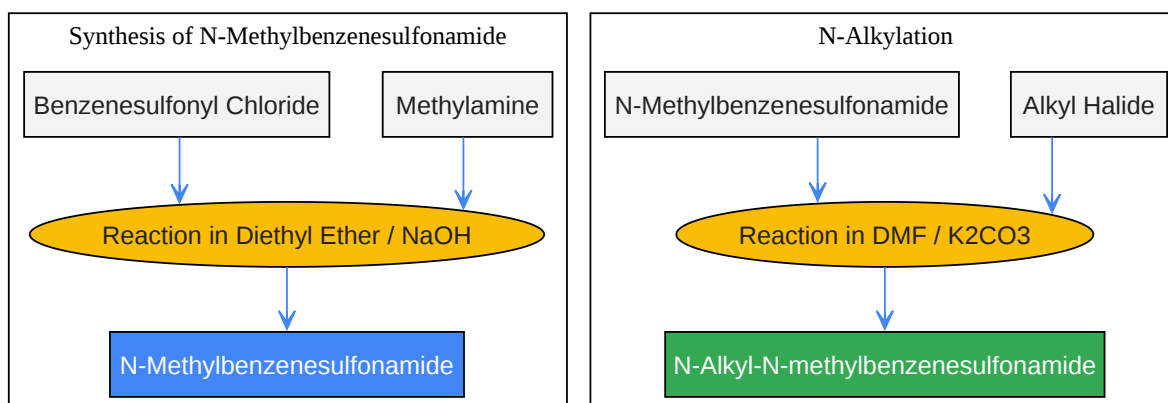 Synthesis of N-Methylbenzenesulfonamide
Benzenesulfonyl Chloride
Methylamine
Reaction in Diethyl Ether / NaOH
N-Methylbenzenesulfonamide
N-Alkylation
N-Methylbenzenesulfonamide
Alkyl Halide
Reaction in DMF / K2CO3
N-Alkyl-N-methylbenzenesulfonamide